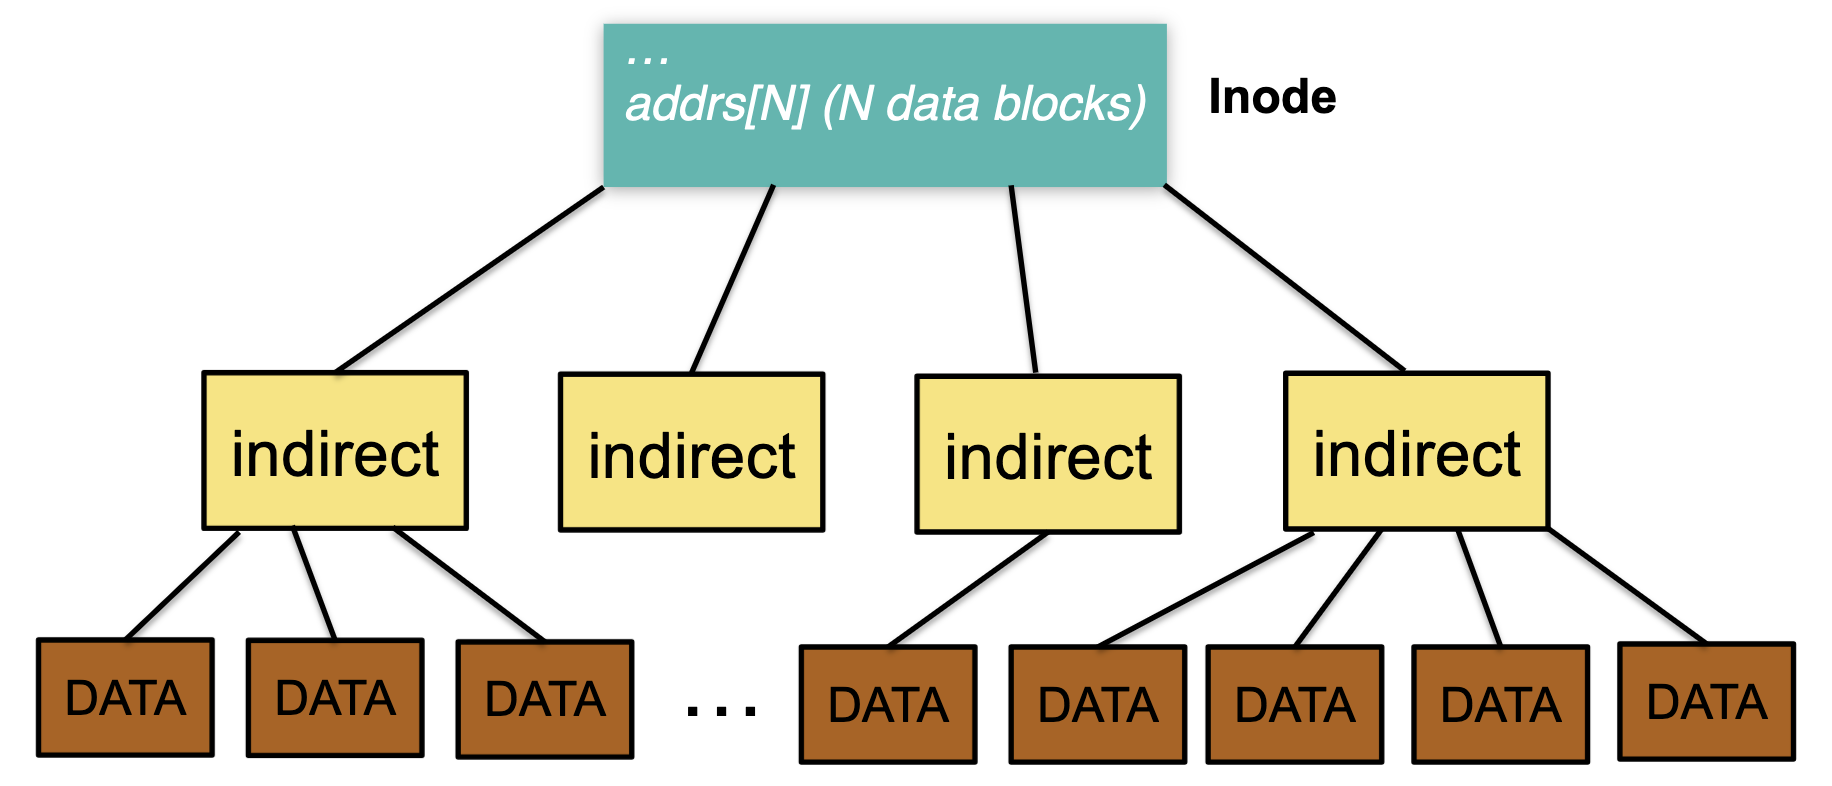 ...
addrs[N] (N data blocks)
Inode
indirect
indirect
indirect
indirect
DATA
DATA
DATA
...
DATA
DATA
DATA
DATA
DATA